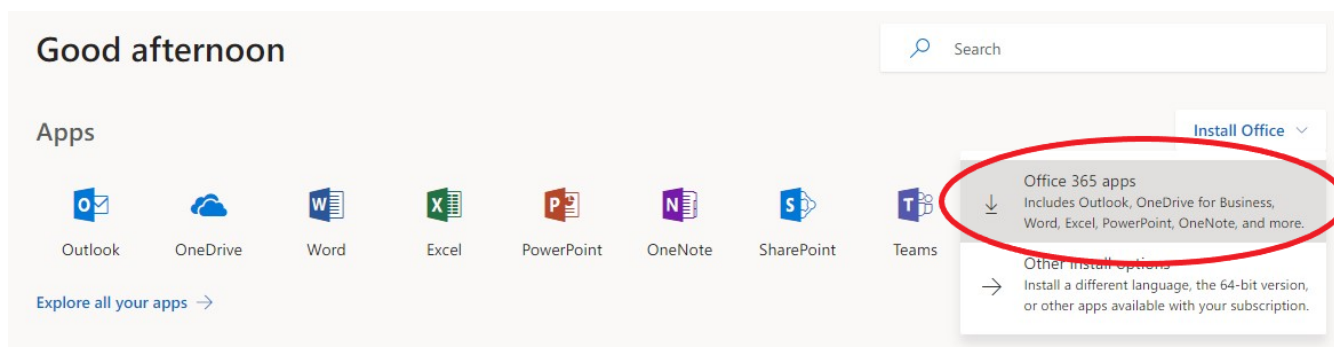 Good afternoon
Search
Apps
Install Office
Office 365 apps
Includes Outlook, OneDrive for Business,
Word, Excel, PowerPoint, OneNote, and more.
Outlook
OneDrive
Word
Excel
PowerPoint
OneNote
SharePoint
Teams
Other install options
Install a different language, the 64-bit version,
or other apps available with your subscription.
Explore all your apps →